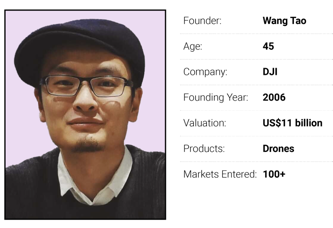 Founder: Wang Tao
Age: 45
Company: DJI
Founding Year: 2006
Valuation: US$11 billion
Products: Drones
Markets Entered: 100+